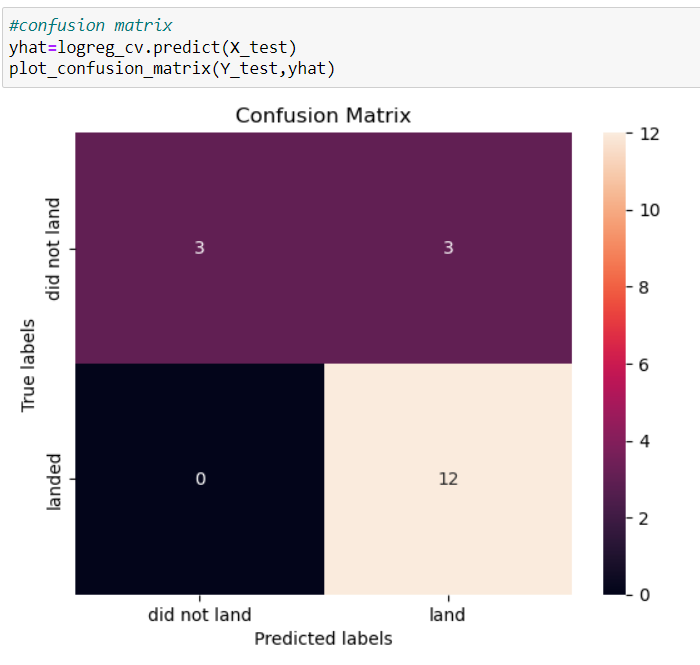 #confusion matrix
yhat=logreg_cv.predict(X_test)
plot_confusion_matrix(Y_test,yhat)
Confusion Matrix
True labels
did not land
landed
3
3
0
12
did not land
land
Predicted labels
12
10
8
6
4
2
0